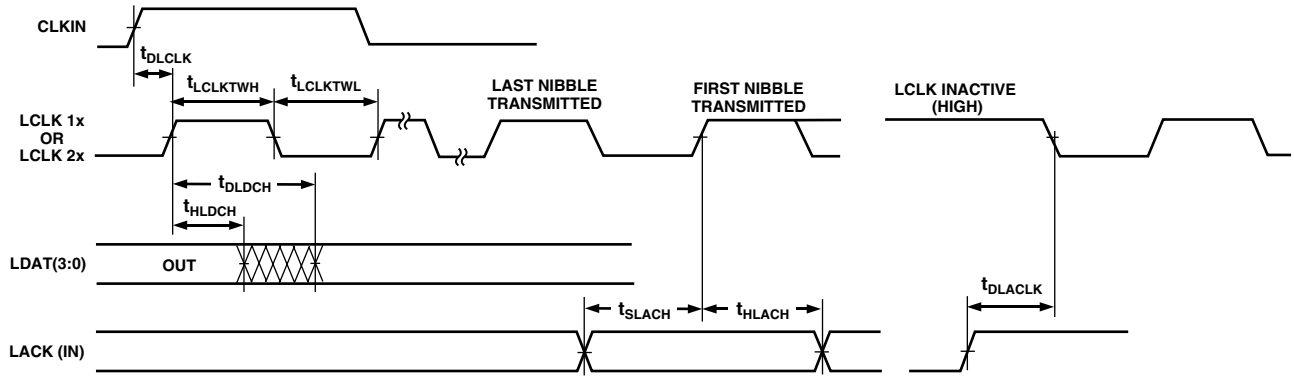 CLKIN
tDLCLK
tLCLKTWH
tLCLKTWL
LAST NIBBLE
TRANSMITTED
FIRST NIBBLE
TRANSMITTED
LCLK INACTIVE
(HIGH)
LCLK 1x
OR
LCLK 2x
tDLDCH
tHLDCH
LDAT(3:0)
OUT
tSLACH
tHLACH
tDLACLK
LACK (IN)